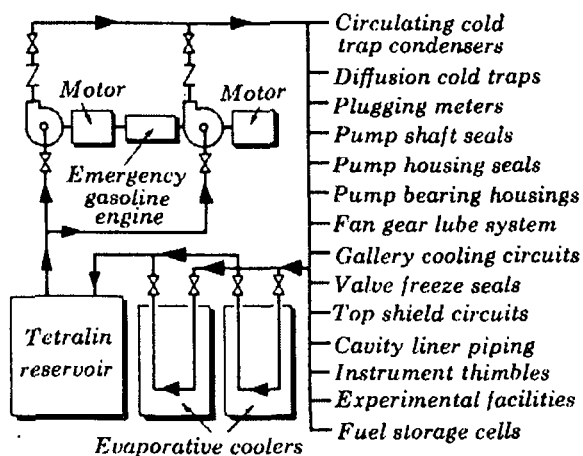 Circulating cold
trap condensers
Diffusion cold traps
Plugging meters
Pump shaft seals
Pump housing seals
Pump bearing housings
Fan gear lube system
Gallery cooling circuits
Valve freeze seals
Top shield circuits
Cavity liner piping
Instrument thimbles
Experimental facilities
Fuel storage cells
Motor
Motor
Emergency
gasoline
engine
Tetralin
reservoir
Evaporative coolers